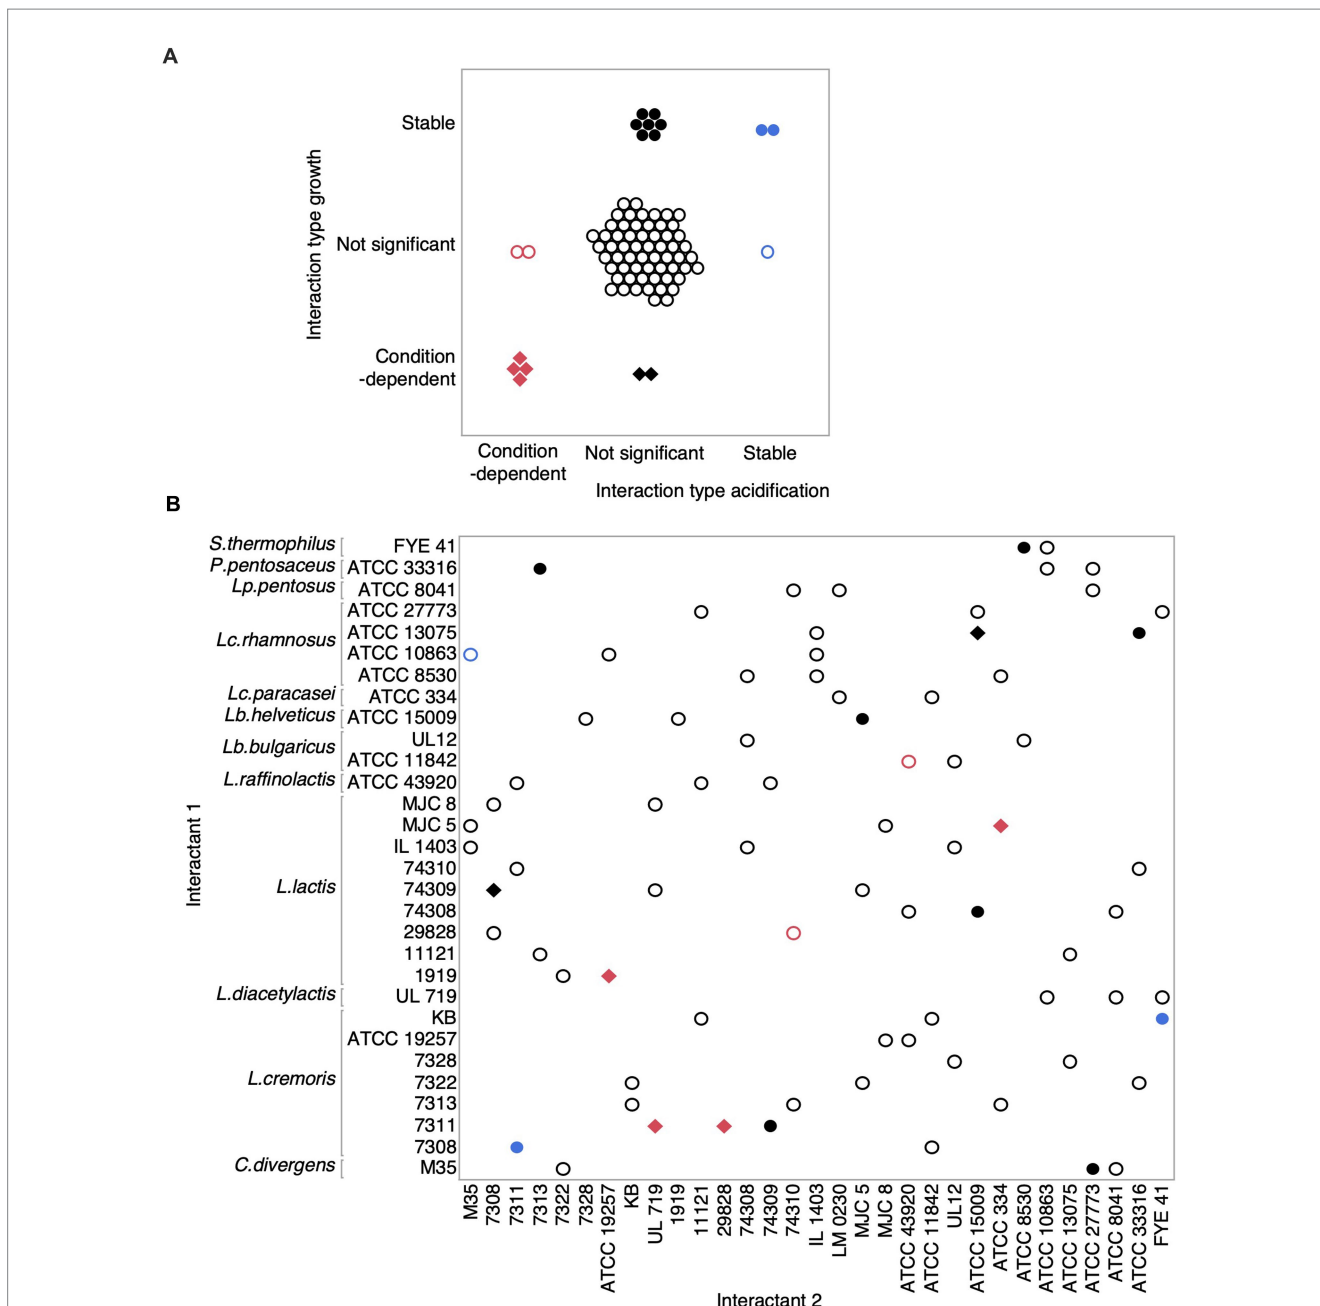 A
Interaction type growth
Stable
Not significant
Condition
-dependent
Condition
-dependent
Not significant
Stable
Interaction type acidification
B
Interactant 1
S.thermophilus
FYE 41
P.pentosaceus
ATCC 33316
Lp.pentosus
ATCC 8041
ATCC 27773
Lc.rhamnosus
ATCC 13075
ATCC 10863
ATCC 8530
Lc.paracasei
ATCC 334
Lb.helveticus
ATCC 15009
Lb.bulgaricus
UL12
ATCC 11842
L.raffinolactis
ATCC 43920
MJC 8
MJC 5
IL 1403
74310
L.lactis
74309
74308
29828
11121
1919
L.diacetylactis
UL 719
KB
ATCC 19257
7328
L.cremoris
7322
7313
7311
7308
C.divergens
M35
M35
7308
7311
7313
7322
7328
ATCC 19257
KB
UL 719
1919
11121
29828
74308
74309
74310
IL 1403
LM 0230
MJC 5
MJC 8
ATCC 43920
ATCC 11842
UL12
ATCC 15009
ATCC 334
ATCC 8530
ATCC 10863
ATCC 13075
ATCC 27773
ATCC 8041
ATCC 33316
FYE 41
Interactant 2